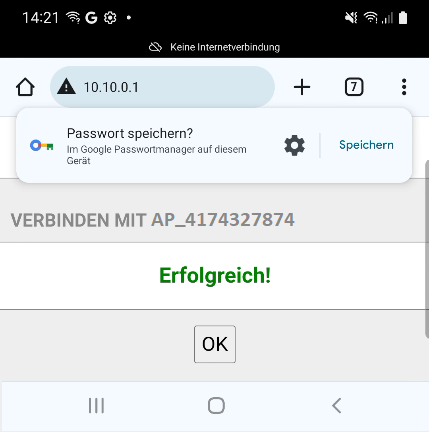 14:21
Keine Internetverbindung
10.10.0.1
7
Passwort speichern?
Im Google Passwortmanager auf diesem
Gerät
Speichern
VERBINDEN MIT AP_4174327874
Erfolgreich!
OK